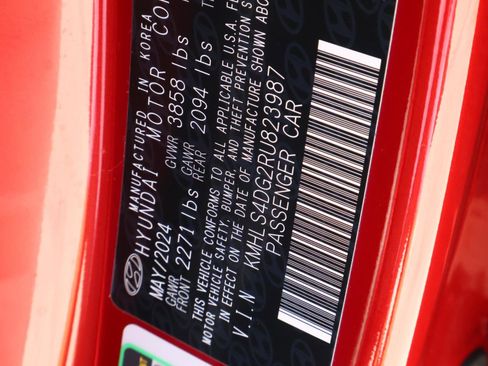 MANUFACTURED IN KOREA
HYUNDAI MOTOR CO
MAY/2024 GVWR 3858 lbs
GAWR FRONT 2271 lbs GAWR REAR 2094 lbs
THIS VEHICLE CONFORMS TO ALL APPLICABLE U.S.A. F
MOTOR VEHICLE SAFETY, BUMPER, AND THEFT PREVENTION S
IN EFFECT ON THE DATE OF MANUFACTURE SHOWN ABO
V.I.N KMHLS4DG2RU823987
PASSENGER CAR